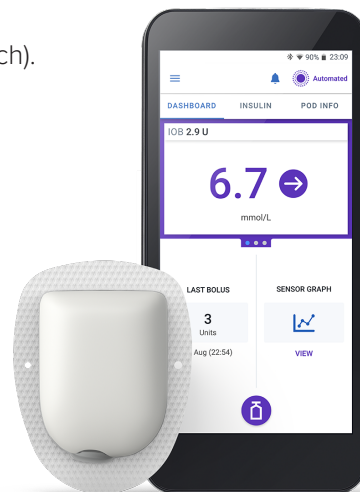 ch).
90% 23:09
Automated
DASHBOARD INSULIN POD INFO
IOB 2.9 U
6.7
mmol/L
LAST BOLUS SENSOR GRAPH
3
Units
Aug (22:54) VIEW